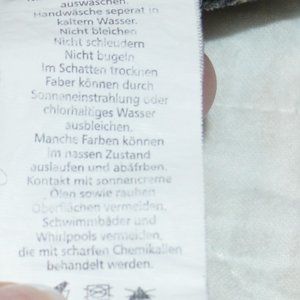 auswaschen.
Handwäsche seperat in
kaltem Wasser.
Nicht bleichen
Nicht schleudern
Nicht bugeln
Im Schatten trocknen
Faber können durch
Sonneneinstrahlung oder
chlorhaltiges Wasser
ausbleichen.
Manche Farben können
im nassen Zustand
auslaufen und abäfrben.
Kontakt mit sonnencreme
Ölen sowie rauhen
Oberflächen vermeiden,
Schwimmbäder und
Whirlpools vermeiden,
die mit scharfen Chemikalien
behandelt werden.